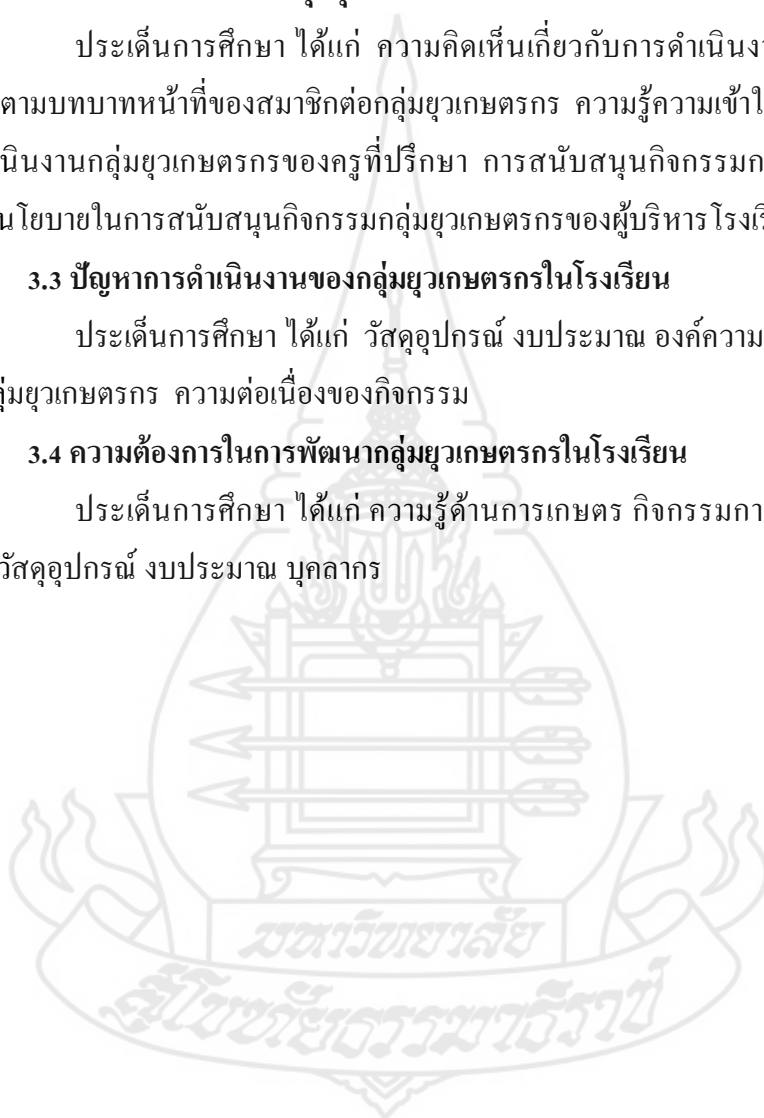 ประเด็นการศึกษา ได้แก่ ความคิดเห็นเกี่ยวกับการดำเนินงา
ตามบทบาทหน้าที่ของสมาชิกต่อกลุ่มยุวเกษตรกร ความรู้ความเข้าใ
นินงานกลุ่มยุวเกษตรกรของครูที่ปรึกษา การสนับสนุนกิจกรรมก
นโยบายในการสนับสนุนกิจกรรมกลุ่มยุวเกษตรกรของผู้บริหารโรงเรี
3.3 ปัญหาการดำเนินงานของกลุ่มยุวเกษตรกรในโรงเรียน
ประเด็นการศึกษา ได้แก่ วัสดุอุปกรณ์ งบประมาณ องค์ความ
ุ่มยุวเกษตรกร ความต่อเนื่องของกิจกรรม
3.4 ความต้องการในการพัฒนากลุ่มยุวเกษตรกรในโรงเรียน
ประเด็นการศึกษา ได้แก่ ความรู้ด้านการเกษตร กิจกรรมกา
วัสดุอุปกรณ์ งบประมาณ บุคลากร
มหาวิทยาลัย
สุโขทัยธรรมาธิราช